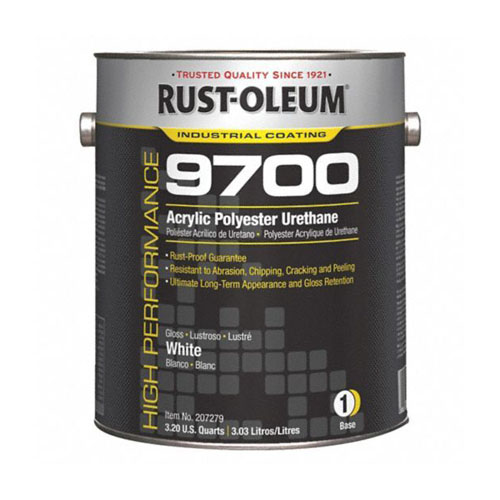 • TRUSTED QUALITY SINCE 1921 •
RUST-OLEUM®
INDUSTRIAL COATING
HIGH PERFORMANCE
9700
Acrylic Polyester Urethane
Poliéster Acrílico de Uretano • Polyester Acrylique de Uréthane
• Rust-Proof Guarantee
• Resistant to Abrasion, Chipping, Cracking and Peeling
• Ultimate Long-Term Appearance and Gloss Retention
Gloss • Lustroso • Lustré
White
Blanco • Blanc
Item No. 207279
3.20 U.S. Quarts / 3.03 Litros/Litres
1
Base